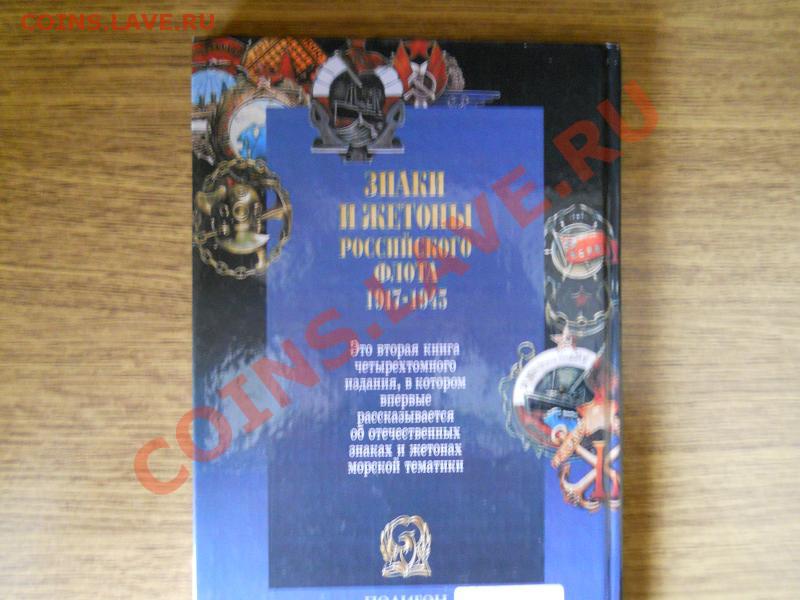 COINS.LAVE.RU
COINS.LAVE.RU
ЗНАКИ
И ЖЕТОНЫ
РОССИЙСКОГО
ФЛОТА
1917-1945
Это вторая книга
четырехтомного
издания, в котором
впервые
рассказывается
об отечественных
знаках и жетонах
морской тематики
ПОЛИГОН